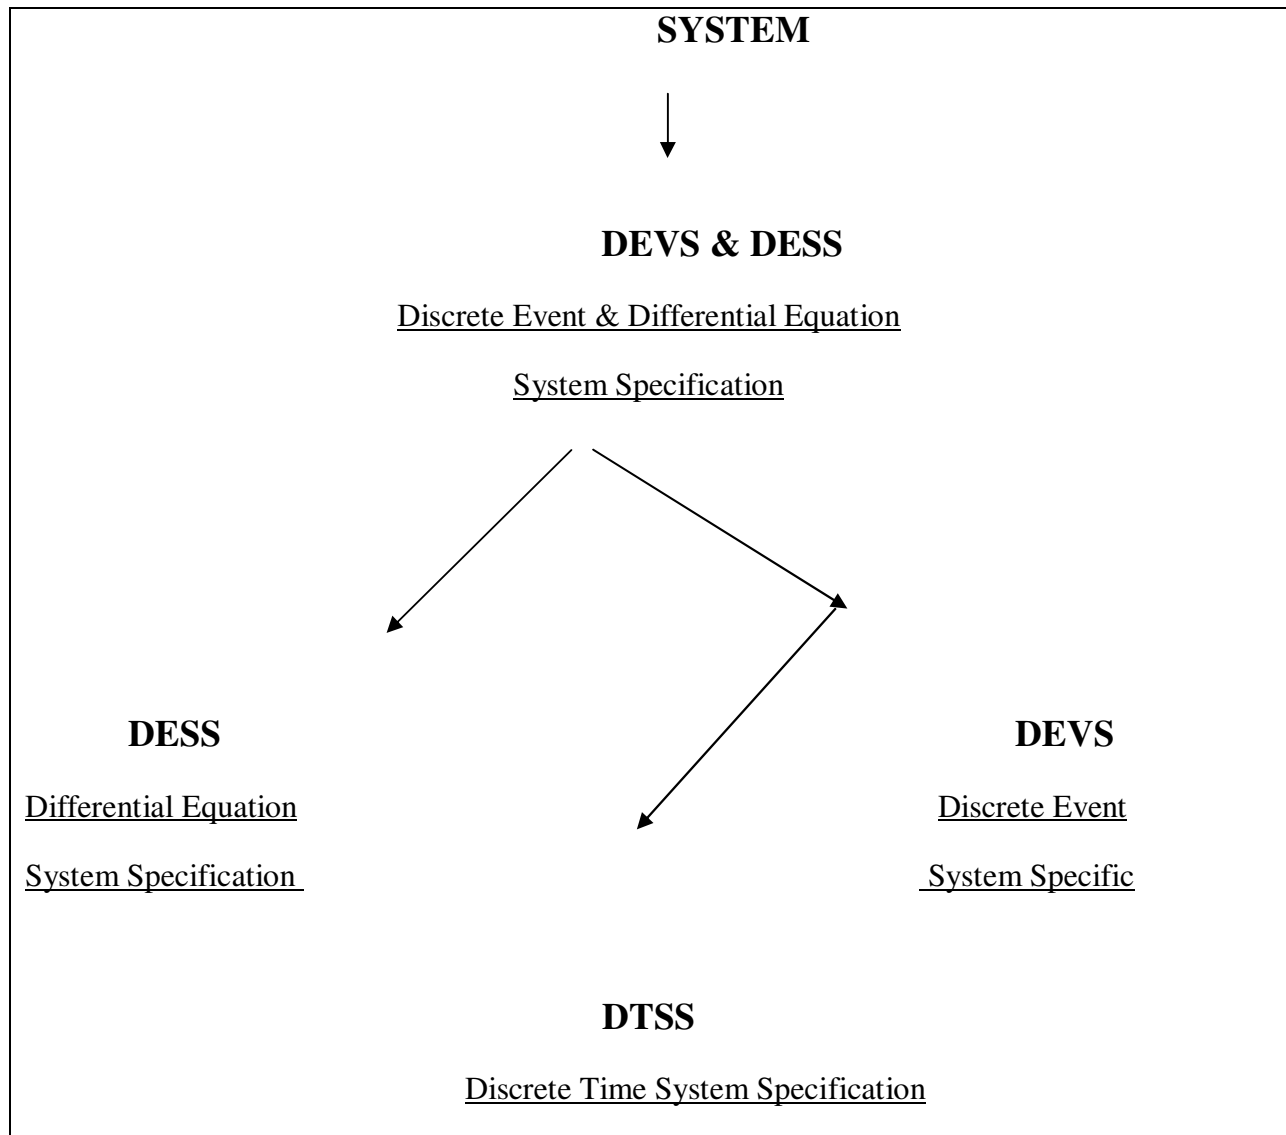 SYSTEM
DEVS & DESS
Discrete Event & Differential Equation
System Specification
DESS
Differential Equation
System Specification
DEVS
Discrete Event
System Specific
DTSS
Discrete Time System Specification